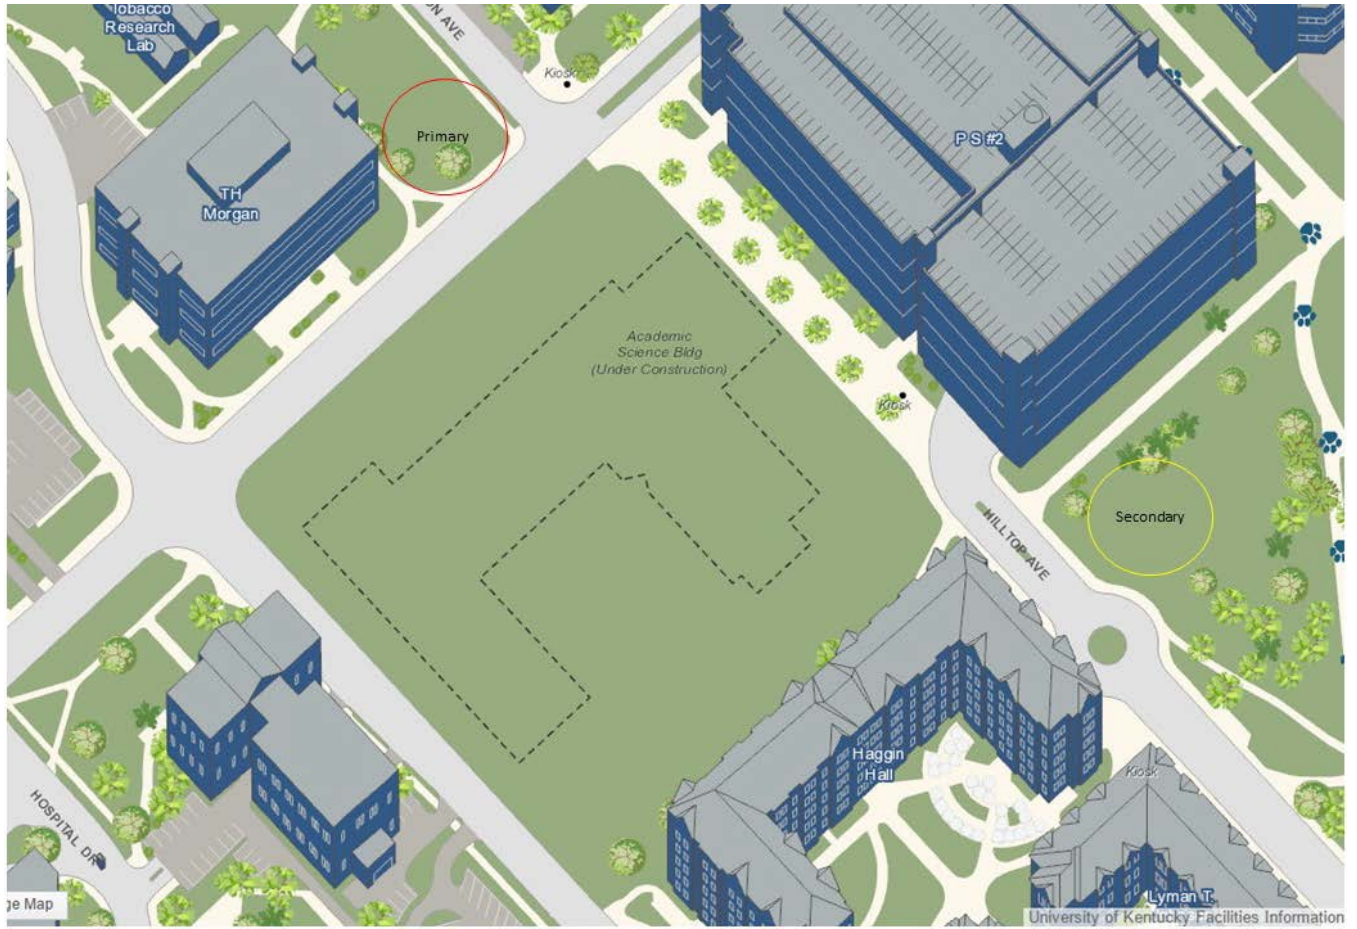 Tobacco
Research
Lab
ON AVE
Kiosk
Primary
P S #2
TH
Morgan
Academic
Science Bldg
(Under Construction)
Kiosk
Secondary
HILLTOP AVE
Haggin
Hall
Kiosk
HOSPITAL DR
Lyman T.
ge Map
University of Kentucky Facilities Information